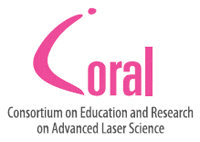 Coral
Consortium on Education and Research
on Advanced Laser Science